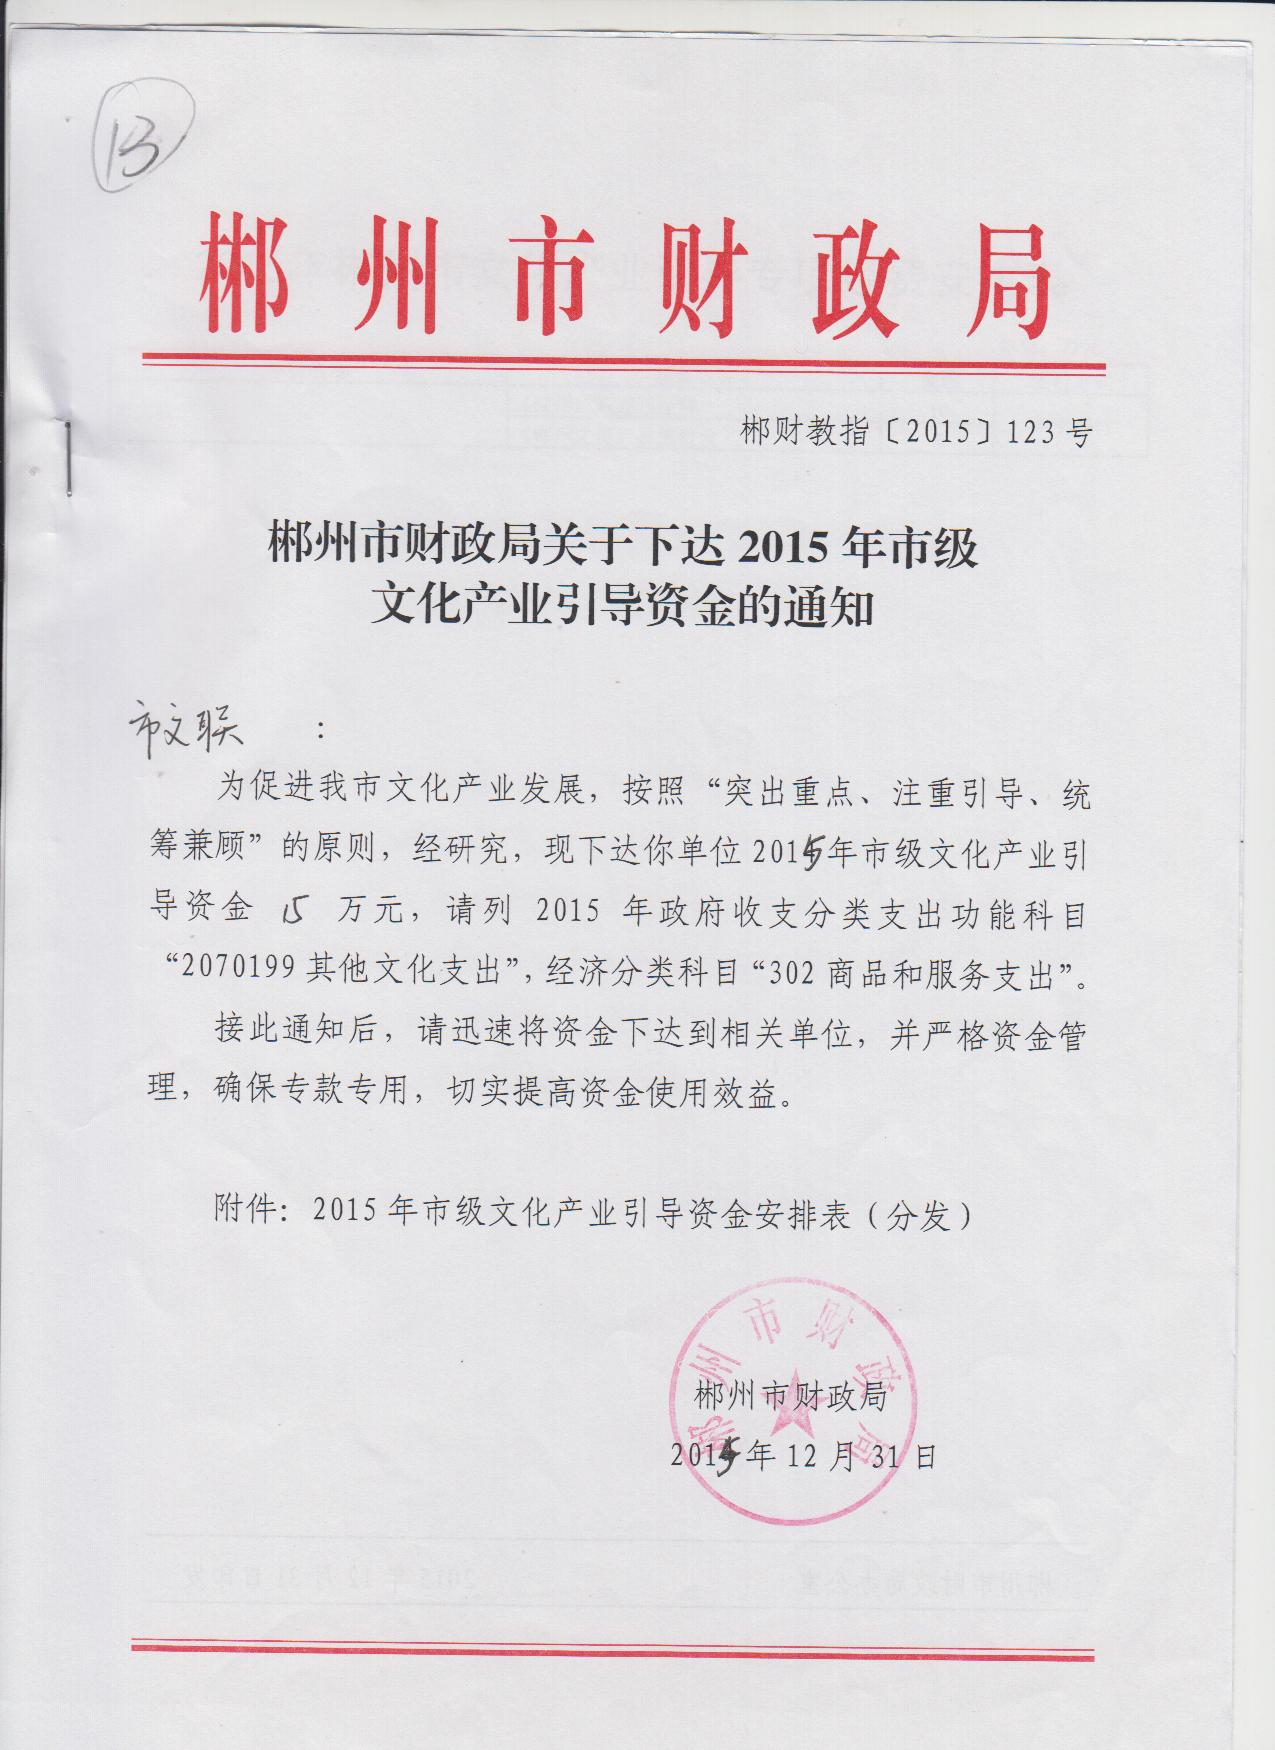 13
郴州市财政局
郴财教指〔2015〕123号
郴州市财政局关于下达2015年市级
文化产业引导资金的通知
市文联 ：
为促进我市文化产业发展，按照“突出重点、注重引导、统
筹兼顾”的原则，经研究，现下达你单位2015年市级文化产业引
导资金 15 万元，请列 2015 年政府收支分类支出功能科目
“2070199其他文化支出”，经济分类科目“302商品和服务支出”。
接此通知后，请迅速将资金下达到相关单位，并严格资金管
理，确保专款专用，切实提高资金使用效益。
附件：2015年市级文化产业引导资金安排表（分发）
郴州市财政局
郴州市财政局
2015年12月31日